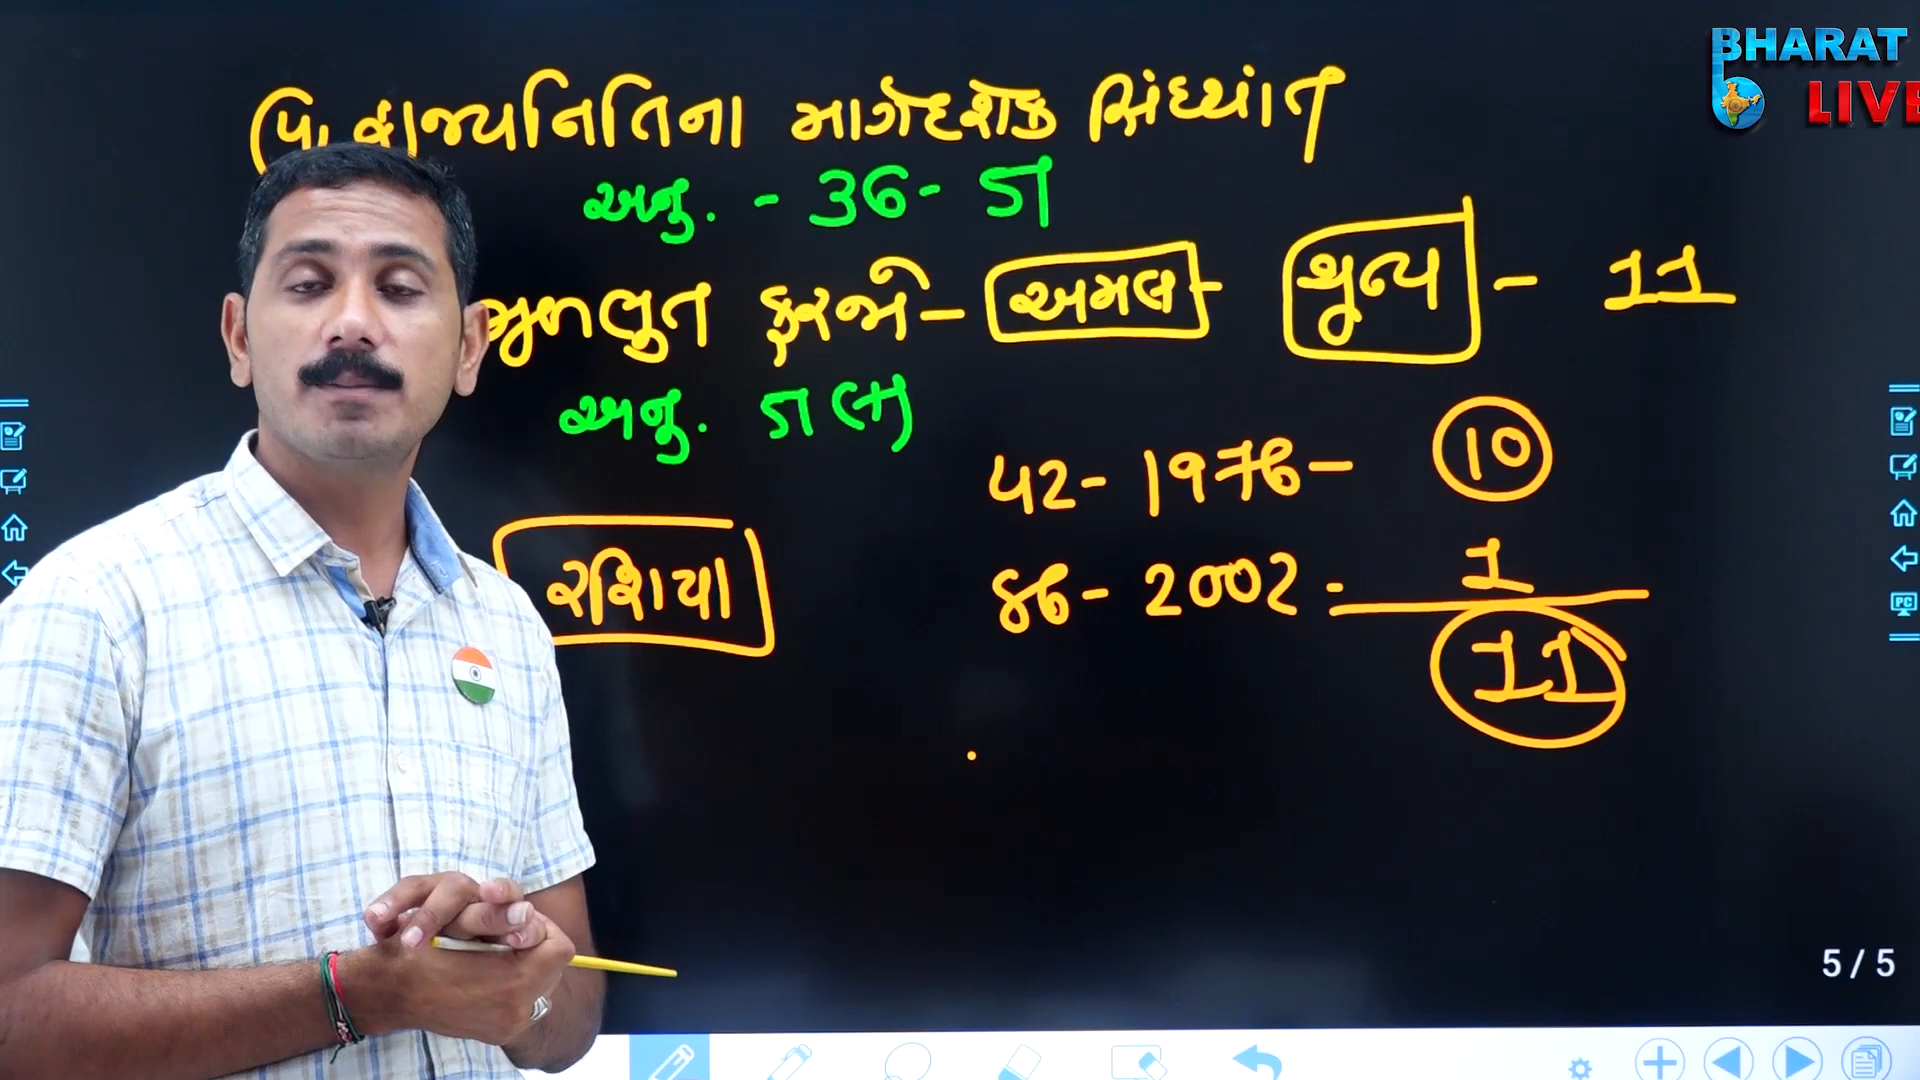 BHARAT
LIVE
રાજ્યનિતિના માર્ગદર્શક સિંધ્ધાંત
અનુ. - 36 - 51
મુળભુત ફરજો - અમલ - શૂન્ય - 11
અનુ. 51 (ક)
42 - 1976 - 10
રશિયા
86 - 2002 - 1
11
5 / 5
PC